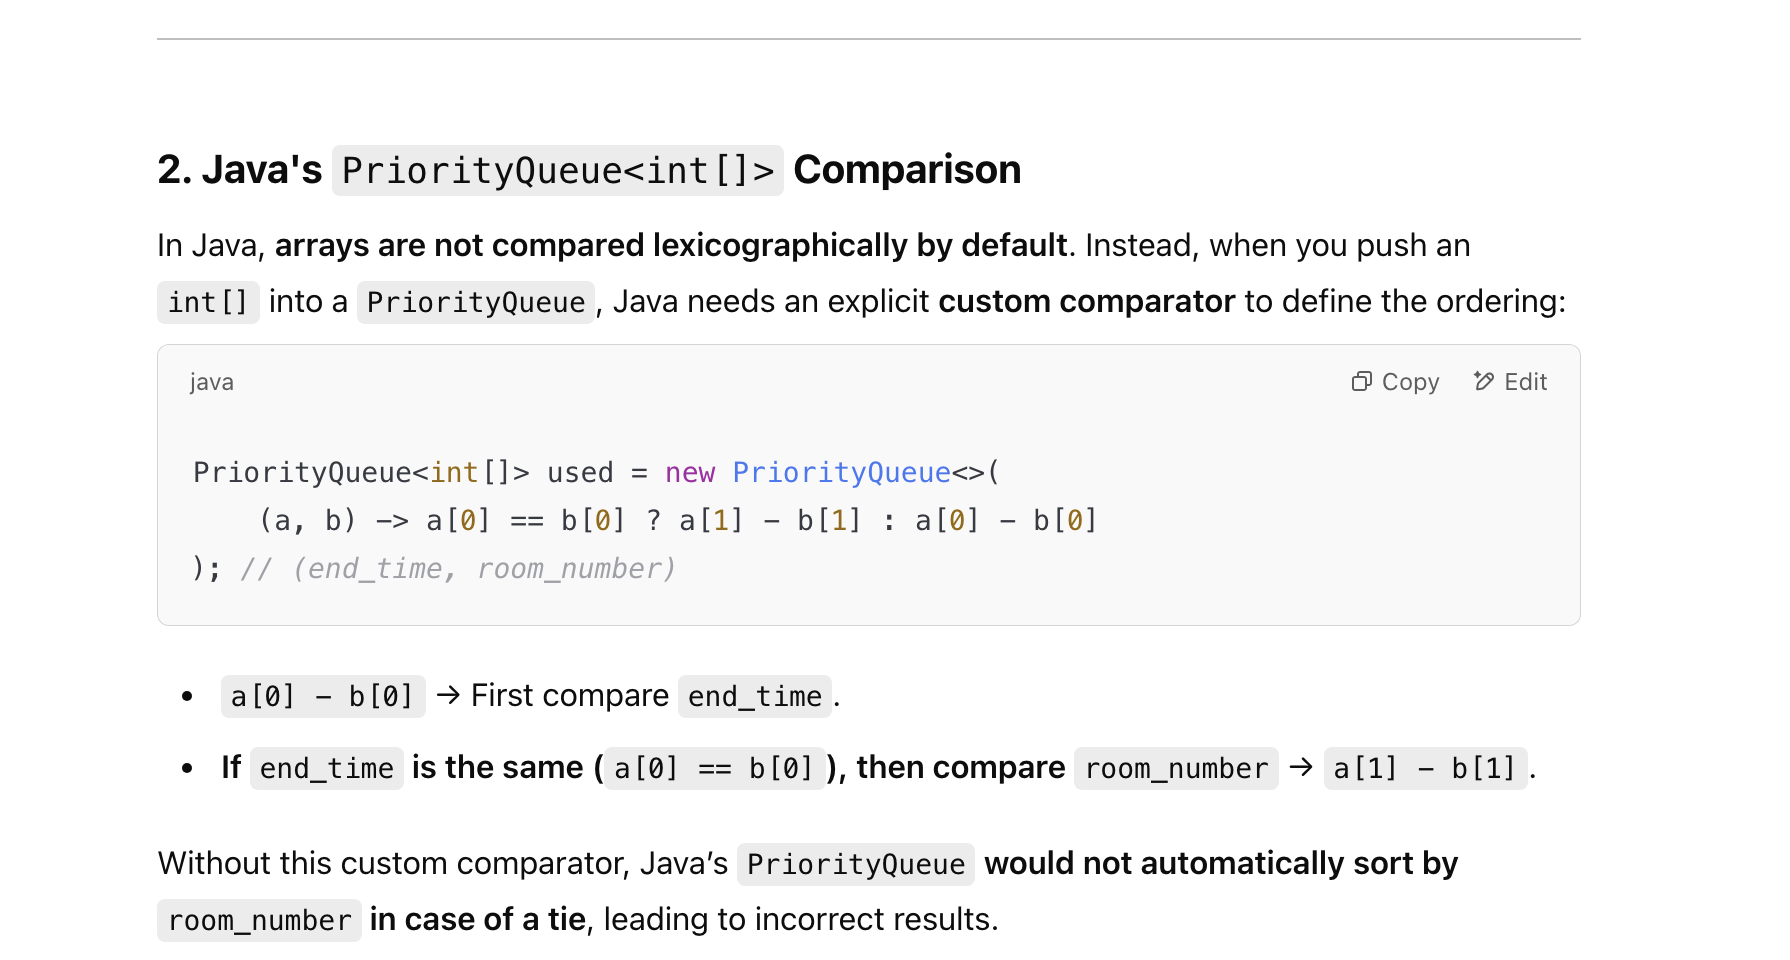 2. Java's PriorityQueue<int[]> Comparison
In Java, arrays are not compared lexicographically by default. Instead, when you push an
int[] into a PriorityQueue, Java needs an explicit custom comparator to define the ordering:
java Copy Edit
PriorityQueue<int[]> used = new PriorityQueue<>(
    (a, b) -> a[0] == b[0] ? a[1] - b[1] : a[0] - b[0]
); // (end_time, room_number)
• a[0] - b[0] → First compare end_time.
• If end_time is the same (a[0] == b[0]), then compare room_number → a[1] - b[1].
Without this custom comparator, Java’s PriorityQueue would not automatically sort by
room_number in case of a tie, leading to incorrect results.